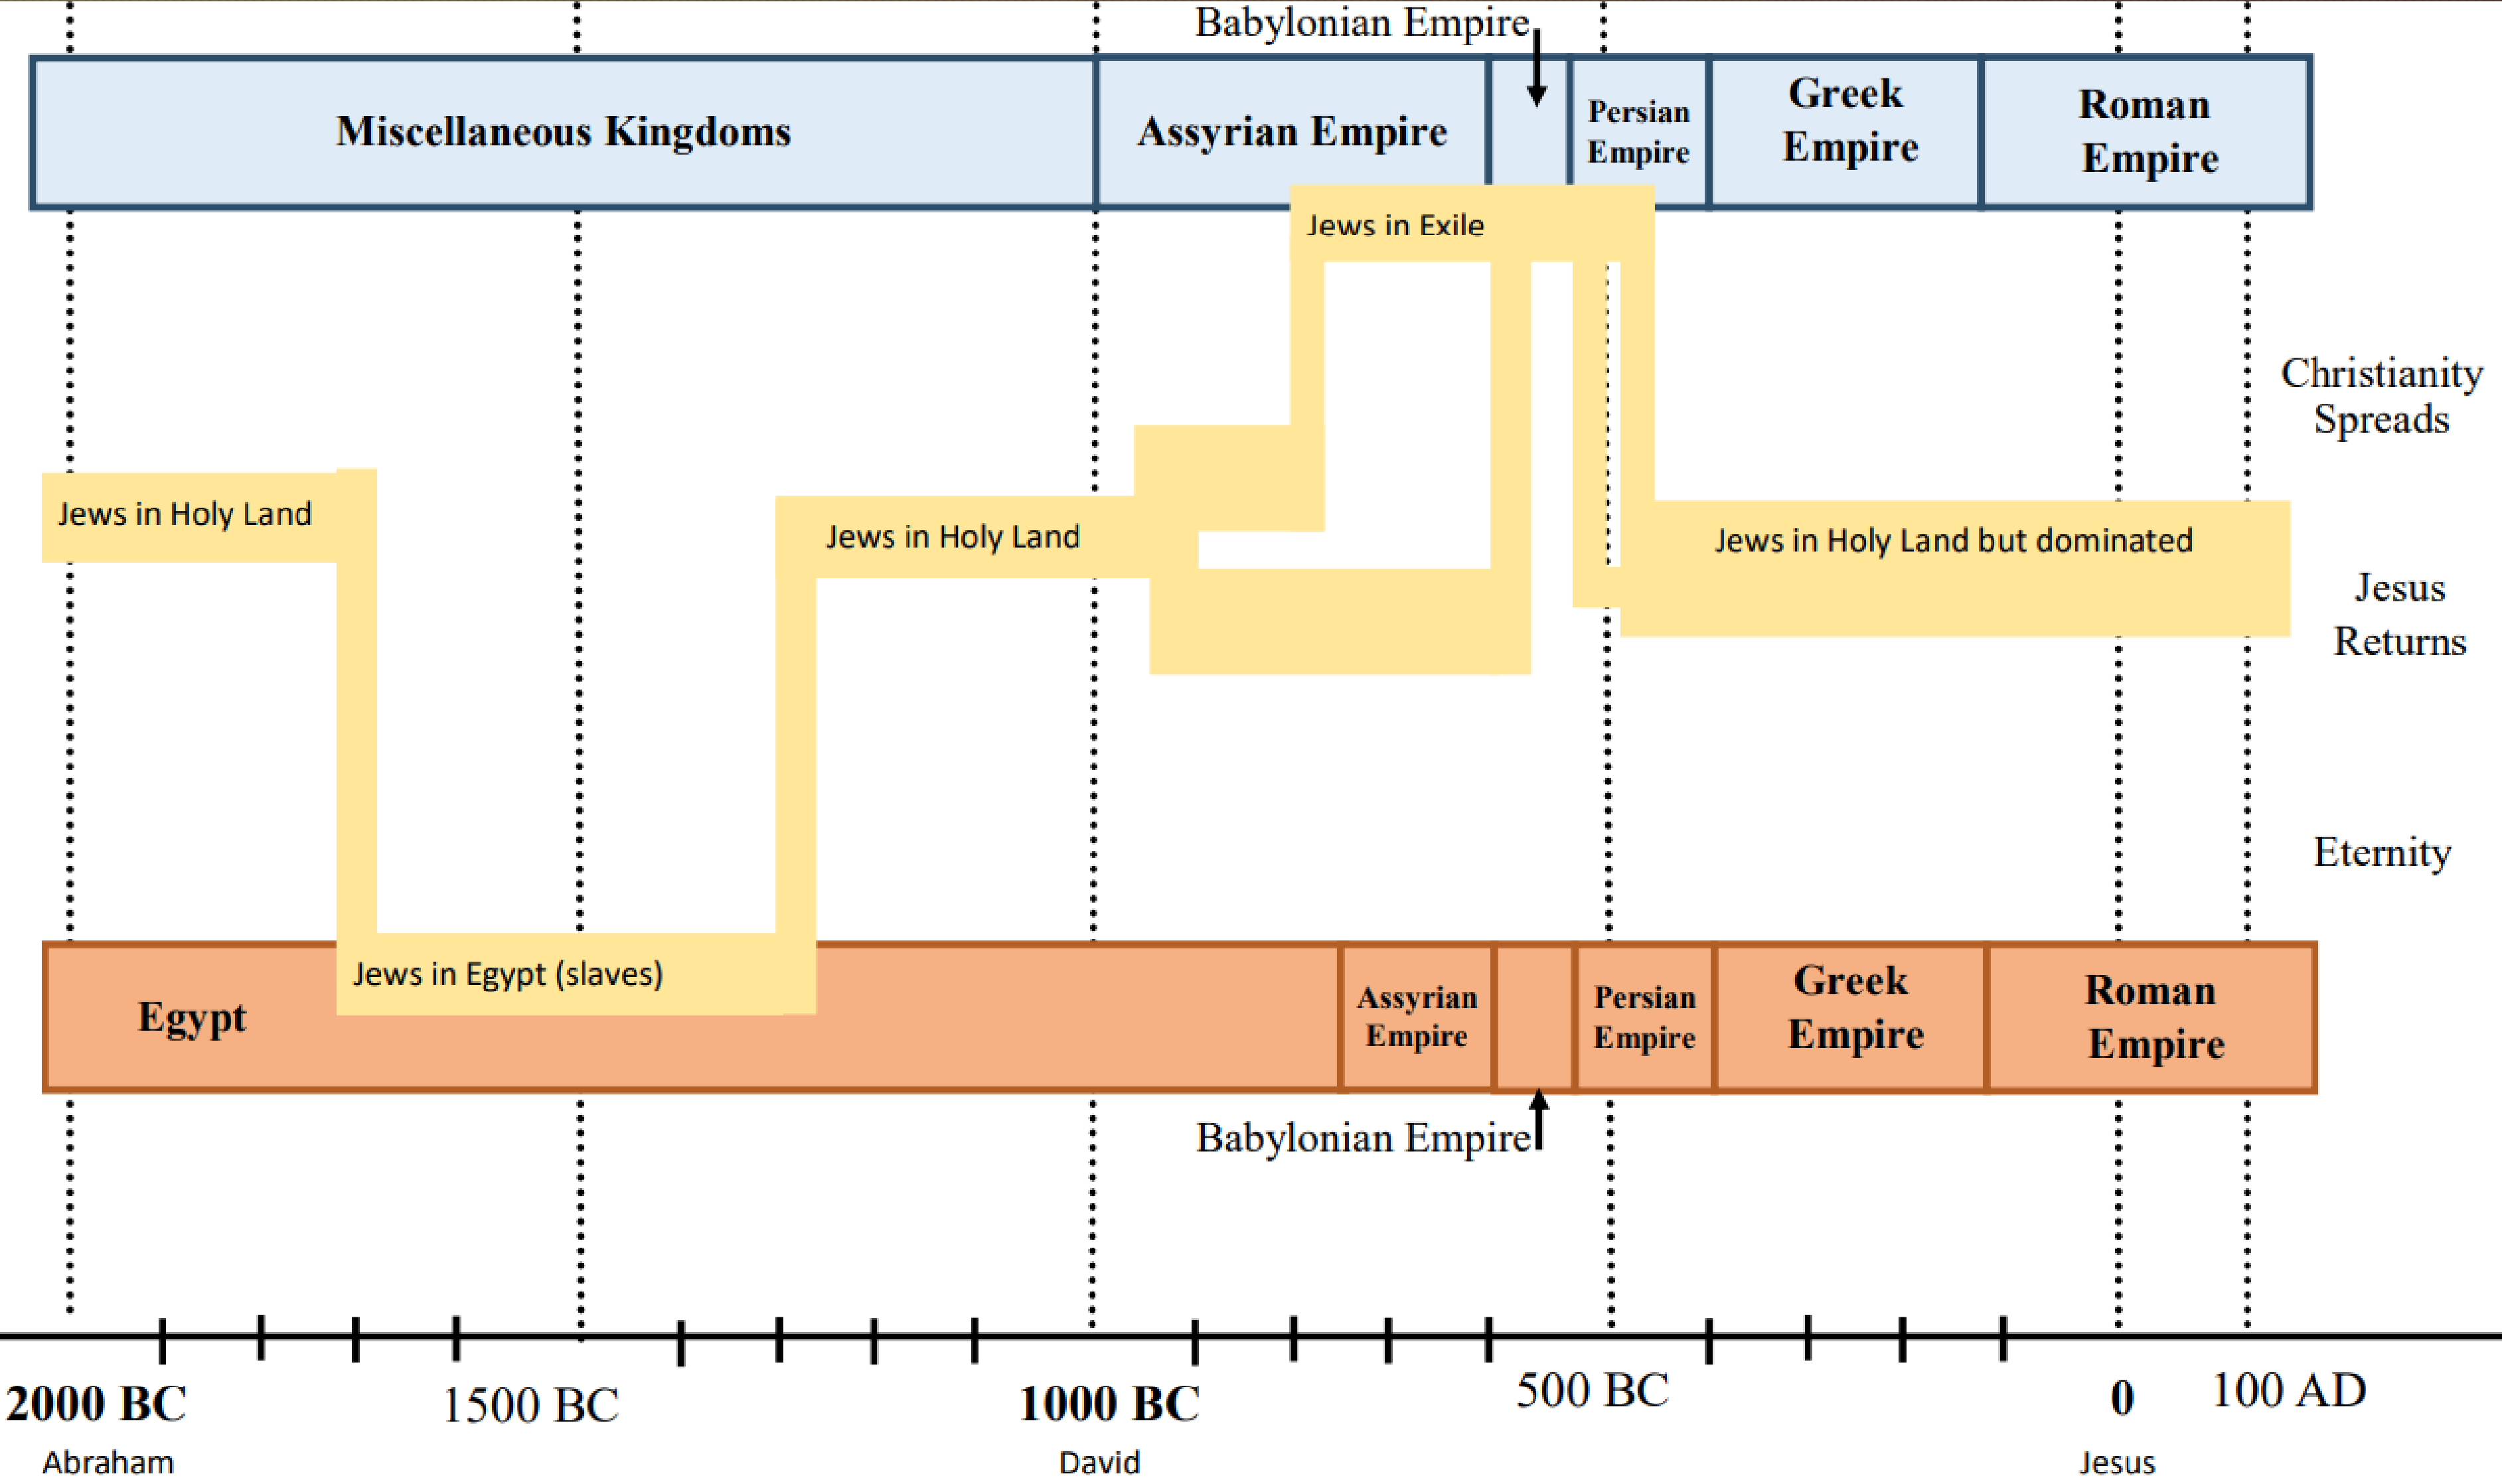 Babylonian Empire
Miscellaneous Kingdoms
Assyrian Empire
Persian
Empire
Greek
Empire
Roman
Empire
Jews in Exile
Christianity
Spreads
Jews in Holy Land
Jews in Holy Land
Jews in Holy Land but dominated
Jesus
Returns
Eternity
Egypt
Jews in Egypt (slaves)
Assyrian
Empire
Persian
Empire
Greek
Empire
Roman
Empire
Babylonian Empire
2000 BC
1500 BC
1000 BC
500 BC
0
100 AD
Abraham
David
Jesus